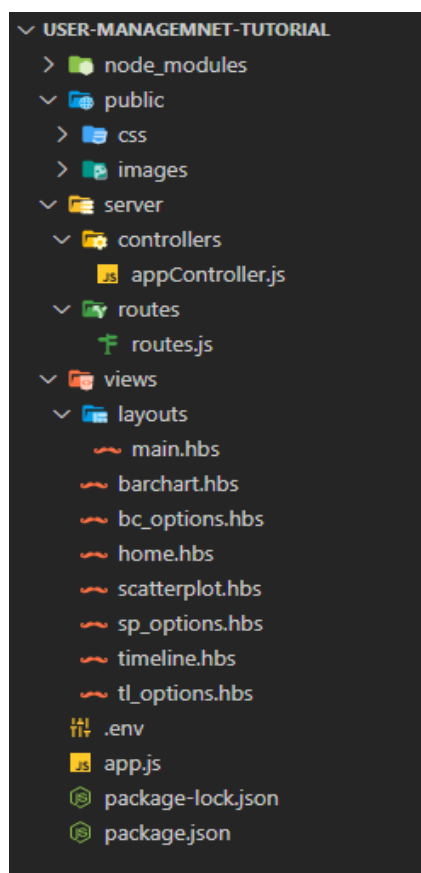 USER-MANAGEMNET-TUTORIAL
node_modules
public
css
images
server
controllers
JS appController.js
routes
routes.js
views
layouts
main.hbs
barchart.hbs
bc_options.hbs
home.hbs
scatterplot.hbs
sp_options.hbs
timeline.hbs
tl_options.hbs
.env
JS app.js
package-lock.json
package.json